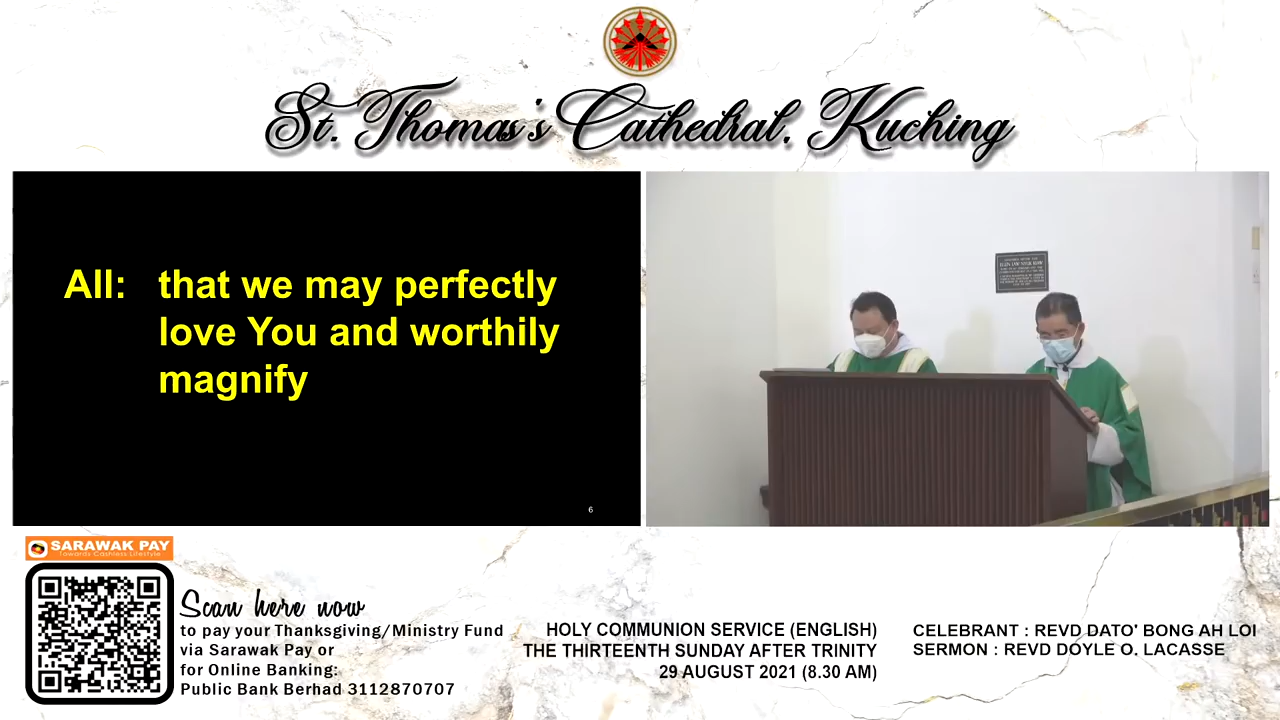 St. Thomas's Cathedral, Kuching
All: that we may perfectly
love You and worthily
magnify
6
SARAWAK PAY
Towards Cashless Lifestyle
Scan here now
to pay your Thanksgiving/Ministry Fund
via Sarawak Pay or
for Online Banking:
Public Bank Berhad 3112870707
HOLY COMMUNION SERVICE (ENGLISH)
THE THIRTEENTH SUNDAY AFTER TRINITY
29 AUGUST 2021 (8.30 AM)
CELEBRANT : REVD DATO' BONG AH LOI
SERMON : REVD DOYLE O. LACASSE